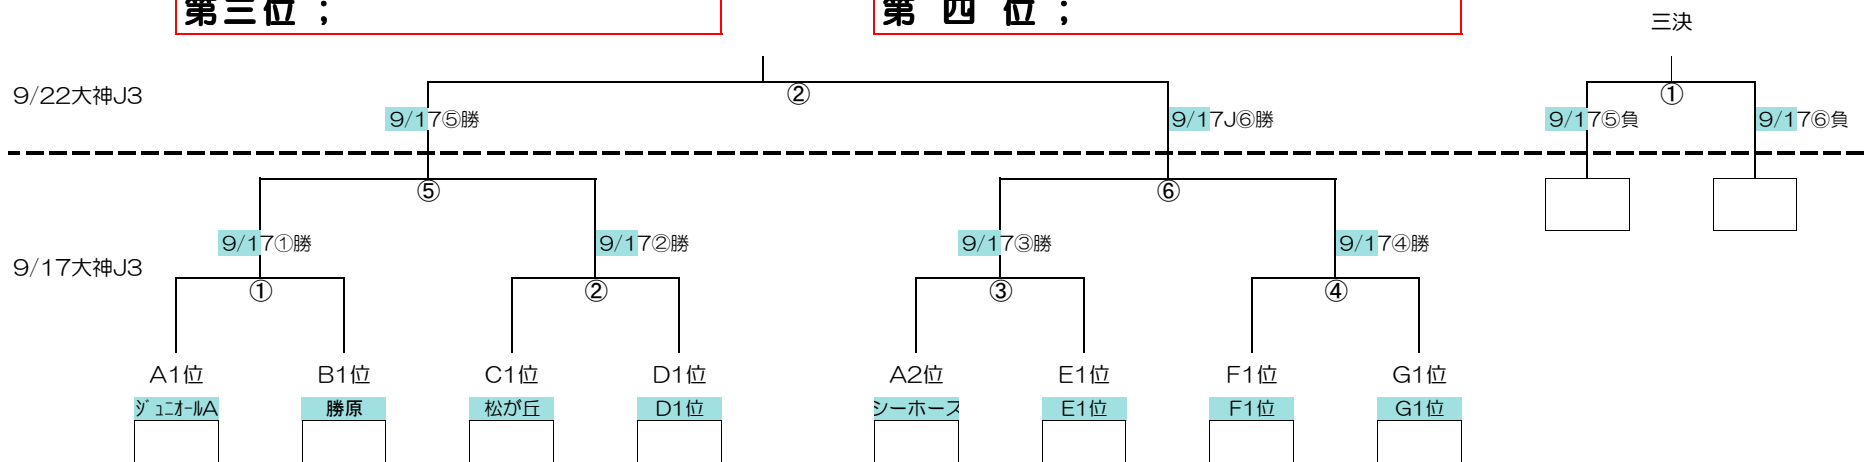 第三位；
第四位；
三決
9/22大神J3
②
①
9/17⑤勝
9/17J⑥勝
9/17⑤負
9/17⑥負
⑤
⑥
9/17①勝
9/17②勝
9/17③勝
9/17④勝
9/17大神J3
①
②
③
④
A1位
B1位
C1位
D1位
A2位
E1位
F1位
G1位
ｼﾞｭﾆｵｰﾙA
勝原
松が丘
D1位
シーホース
E1位
F1位
G1位